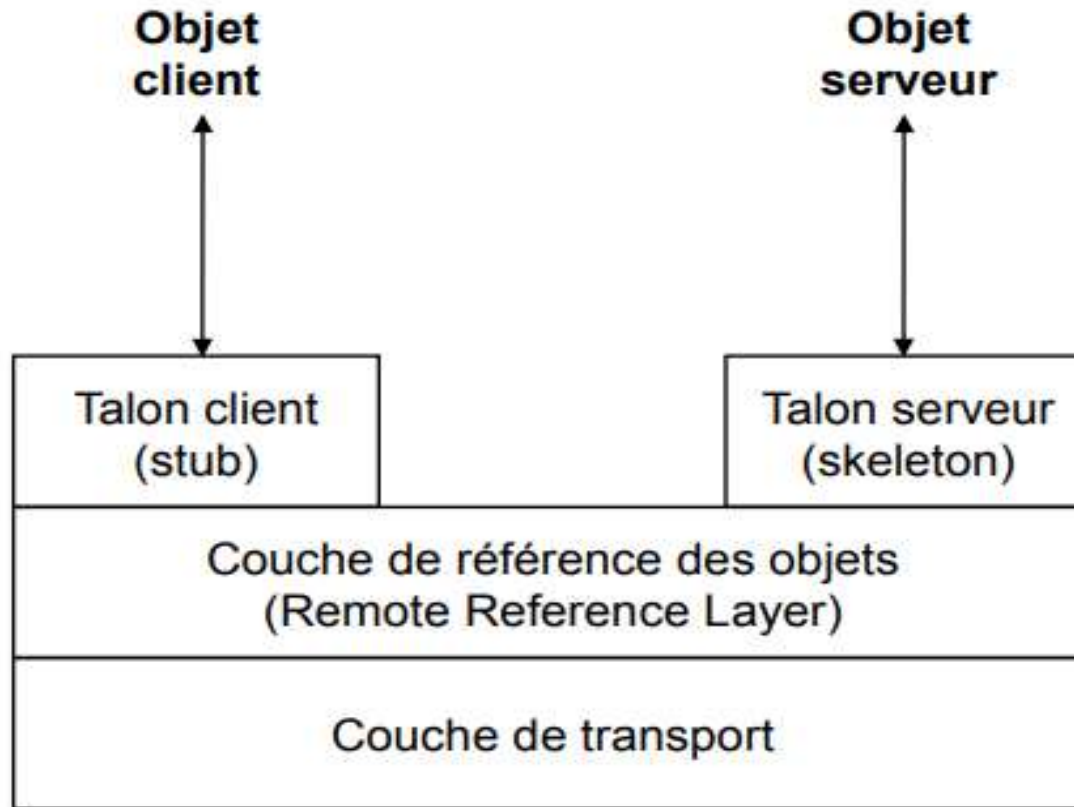 Objet
client
Objet
serveur
Talon client
(stub)
Talon serveur
(skeleton)
Couche de référence des objets
(Remote Reference Layer)
Couche de transport